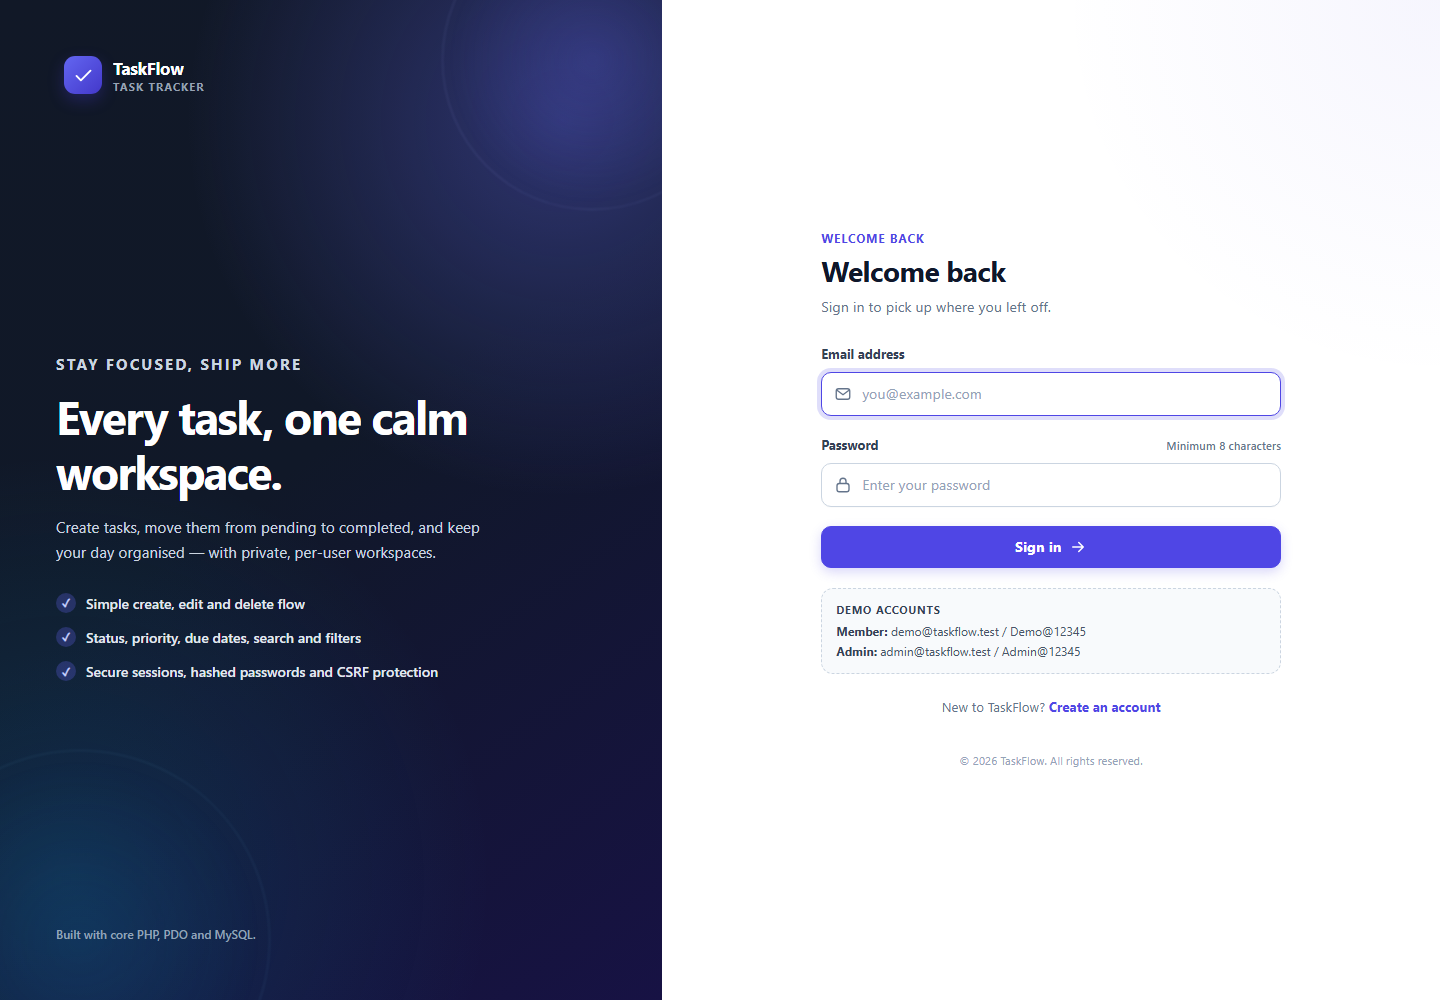 TaskFlow
TASK TRACKER
STAY FOCUSED, SHIP MORE
Every task, one calm
workspace.
Create tasks, move them from pending to completed, and keep
your day organised — with private, per-user workspaces.
Simple create, edit and delete flow
Status, priority, due dates, search and filters
Secure sessions, hashed passwords and CSRF protection
Built with core PHP, PDO and MySQL.
WELCOME BACK
Welcome back
Sign in to pick up where you left off.
Email address
you@example.com
Password Minimum 8 characters
Enter your password
Sign in →
DEMO ACCOUNTS
Member: demo@taskflow.test / Demo@12345
Admin: admin@taskflow.test / Admin@12345
New to TaskFlow? Create an account
© 2026 TaskFlow. All rights reserved.